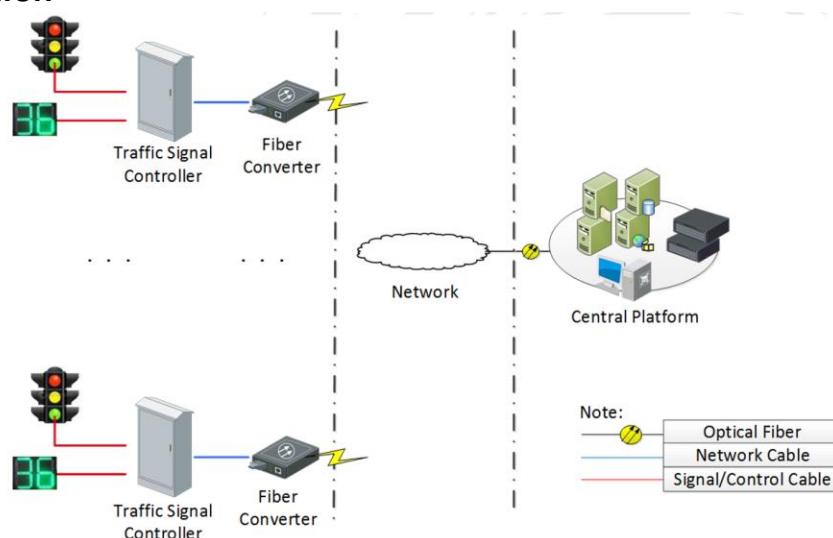 36
Traffic Signal
Controller
Fiber
Converter
. . .
. . .
Network
Central Platform
36
Traffic Signal
Controller
Fiber
Converter
Note:
Optical Fiber
Network Cable
Signal/Control Cable